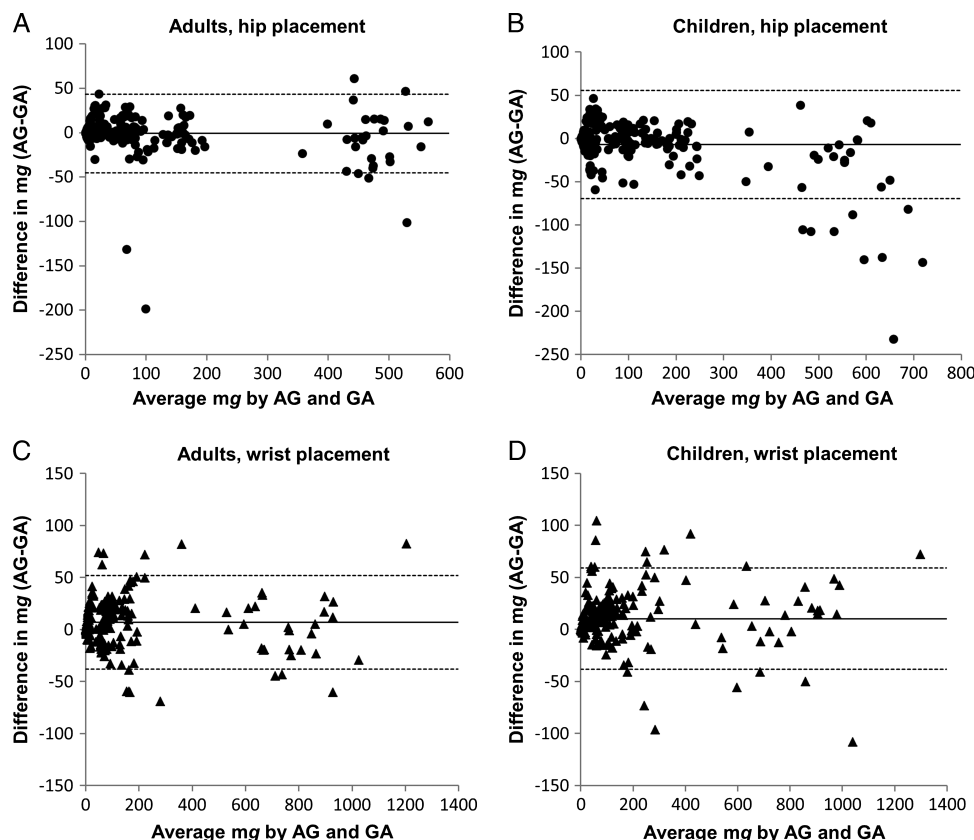 A
Adults, hip placement
100
50
0
-50
-100
-150
-200
-250
Difference in mg (AG-GA)
0 100 200 300 400 500 600
Average mg by AG and GA
B
Children, hip placement
100
50
0
-50
-100
-150
-200
-250
Difference in mg (AG-GA)
0 100 200 300 400 500 600 700 800
Average mg by AG and GA
C
Adults, wrist placement
150
100
50
0
-50
-100
-150
Difference in mg (AG-GA)
0 200 400 600 800 1000 1200 1400
Average mg by AG and GA
D
Children, wrist placement
150
100
50
0
-50
-100
-150
Difference in mg (AG-GA)
0 200 400 600 800 1000 1200 1400
Average mg by AG and GA